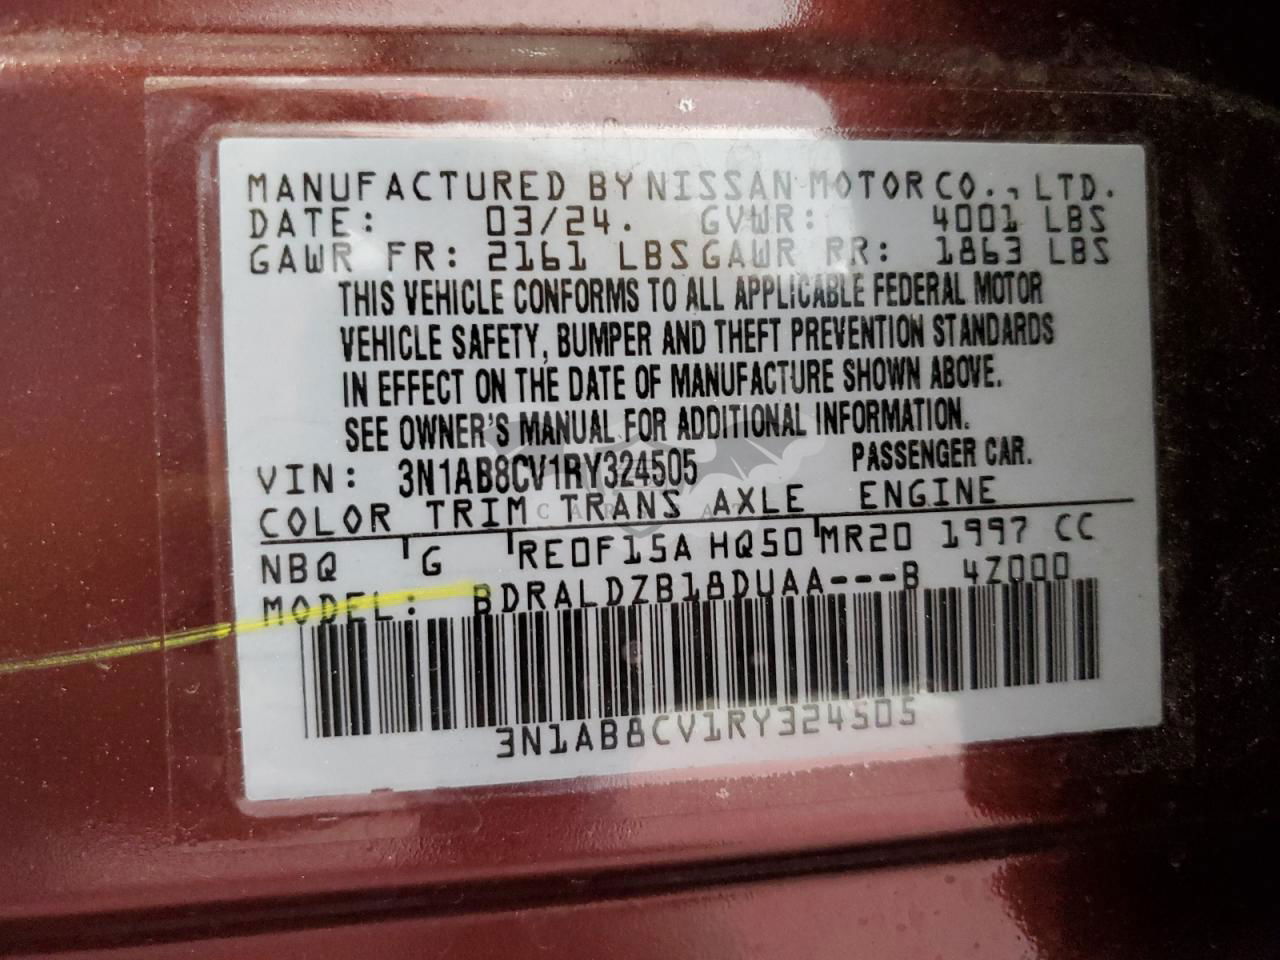 MANUFACTURED BY NISSAN MOTOR CO., LTD.
DATE: 03/24. GVWR: 4001 LBS
GAWR FR: 2161 LBS GAWR RR: 1863 LBS
THIS VEHICLE CONFORMS TO ALL APPLICABLE FEDERAL MOTOR
VEHICLE SAFETY, BUMPER AND THEFT PREVENTION STANDARDS
IN EFFECT ON THE DATE OF MANUFACTURE SHOWN ABOVE.
SEE OWNER'S MANUAL FOR ADDITIONAL INFORMATION.
VIN: 3N1AB8CV1RY324505 PASSENGER CAR.
COLOR TRIM TRANS AXLE ENGINE
NBQ G RE0F15A HQ50 MR20 1997 CC
MODEL: BDRALDZB18DUAA---B 4Z000
3N1AB8CV1RY324505